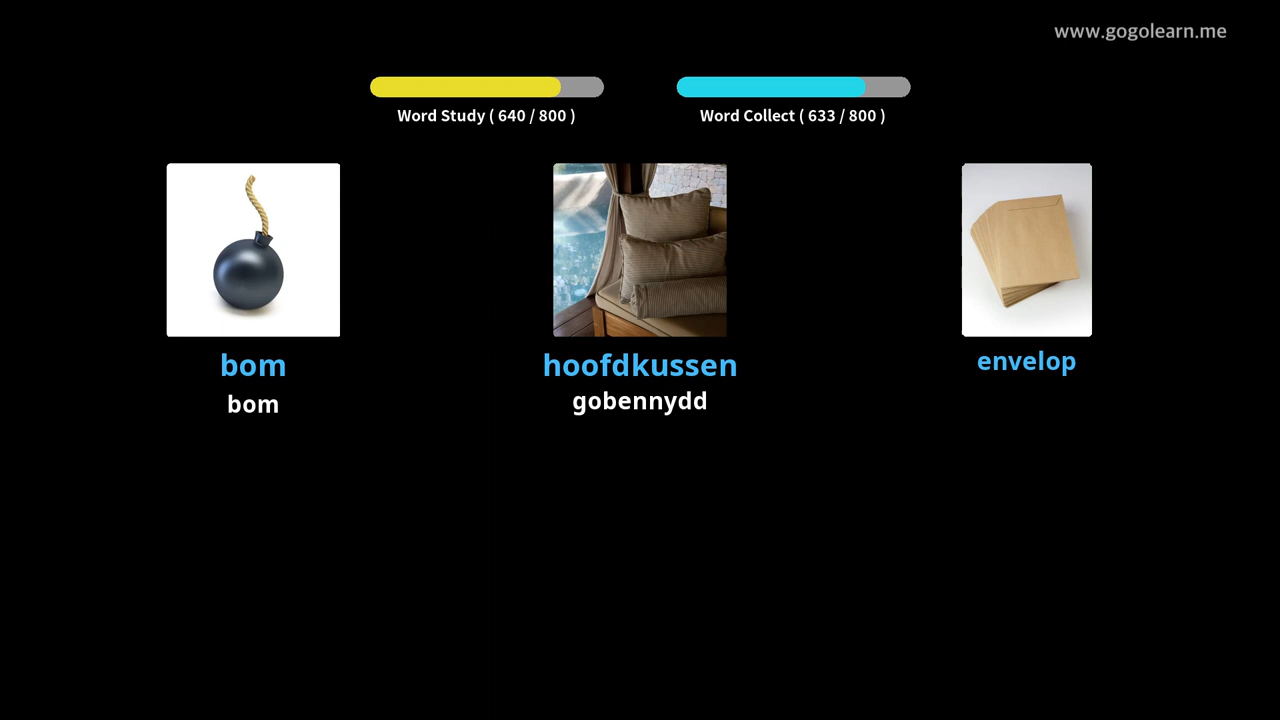 www.gogolearn.me
Word Study ( 640 / 800 )
Word Collect ( 633 / 800 )
bom
bom
hoofdkussen
gobennydd
envelop